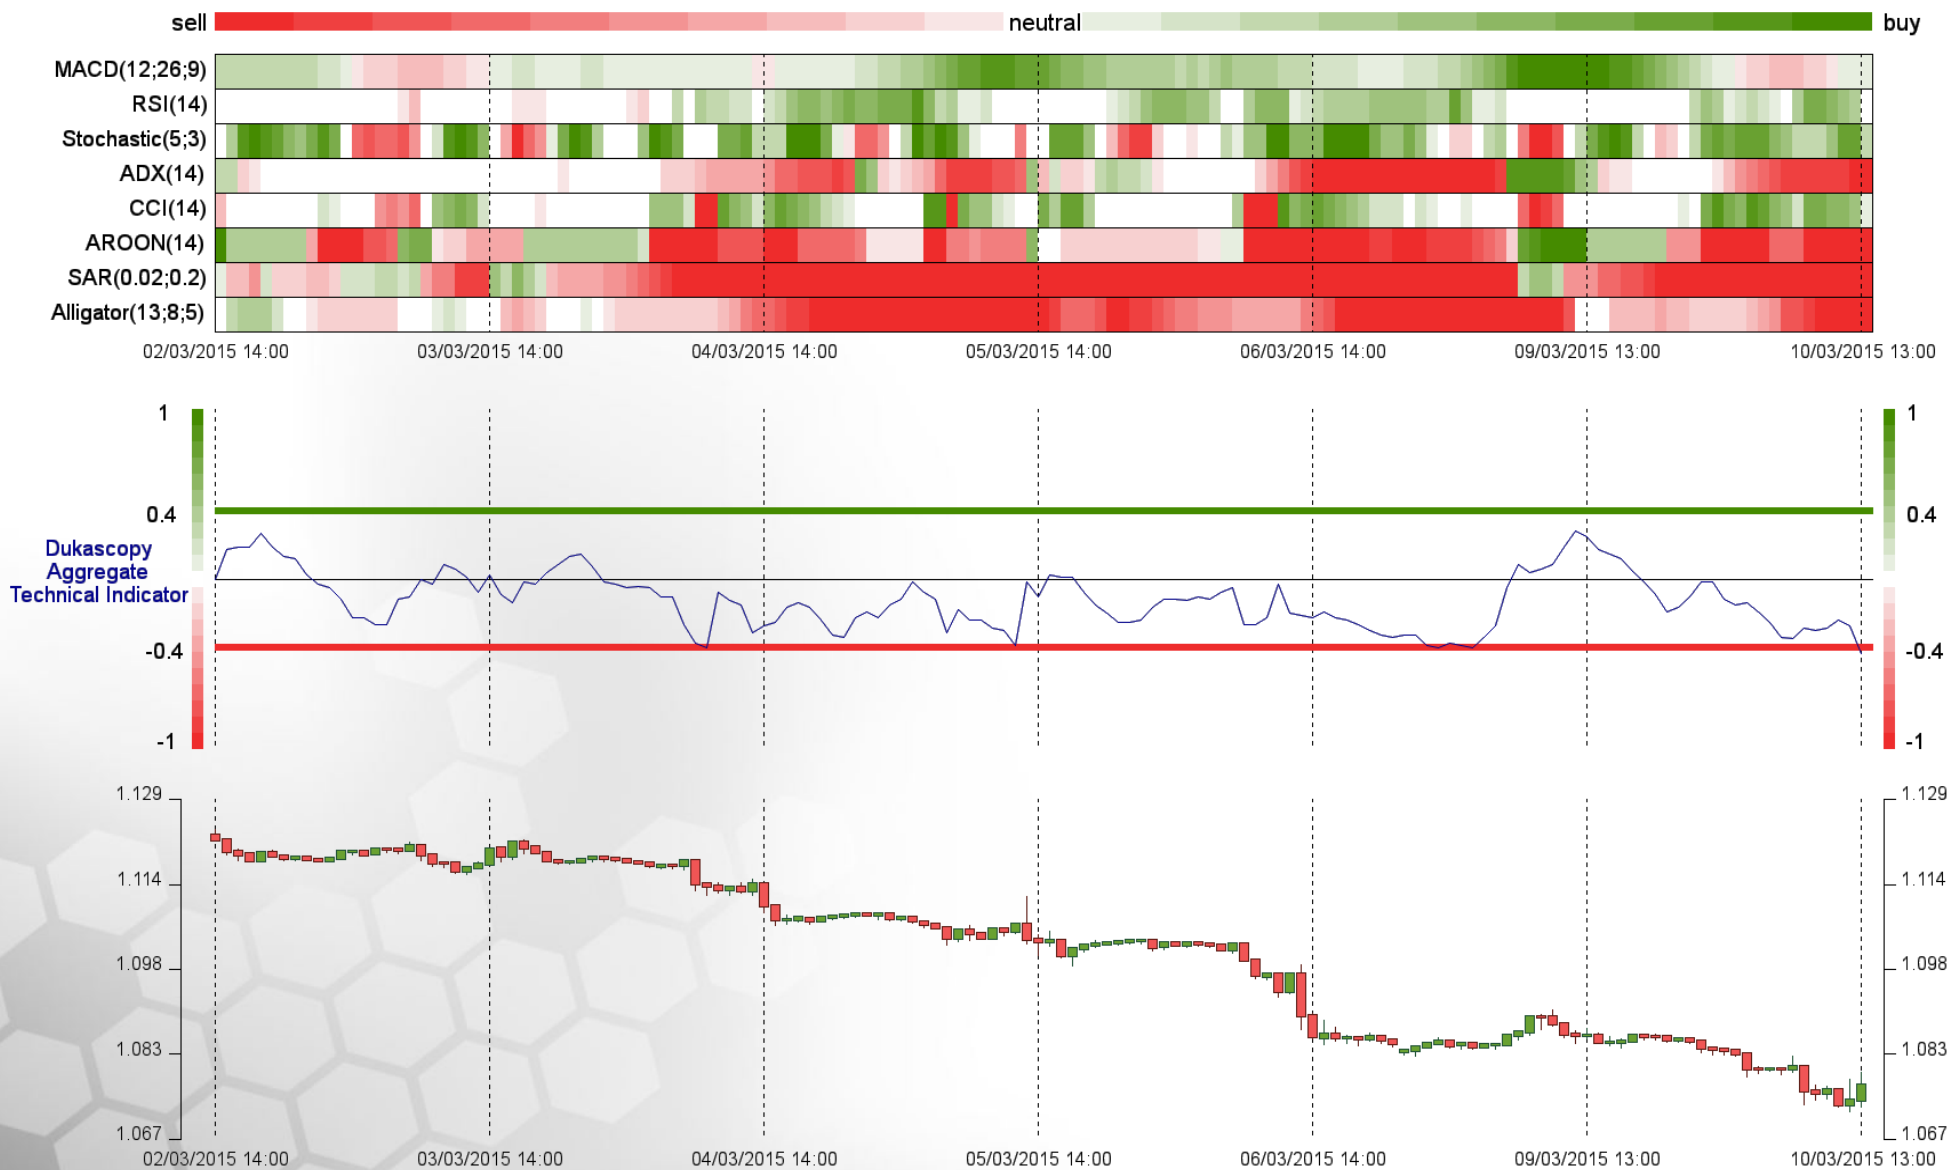 sell neutral buy
MACD(12;26;9)
RSI(14)
Stochastic(5;3)
ADX(14)
CCI(14)
AROON(14)
SAR(0.02;0.2)
Alligator(13;8;5)
02/03/2015 14:00 03/03/2015 14:00 04/03/2015 14:00 05/03/2015 14:00 06/03/2015 14:00 09/03/2015 13:00 10/03/2015 13:00
1 1
0.4 0.4
Dukascopy
Aggregate
Technical Indicator
-0.4 -0.4
-1 -1
1.129 1.129
1.114 1.114
1.098 1.098
1.083 1.083
1.067 1.067
02/03/2015 14:00 03/03/2015 14:00 04/03/2015 14:00 05/03/2015 14:00 06/03/2015 14:00 09/03/2015 13:00 10/03/2015 13:00